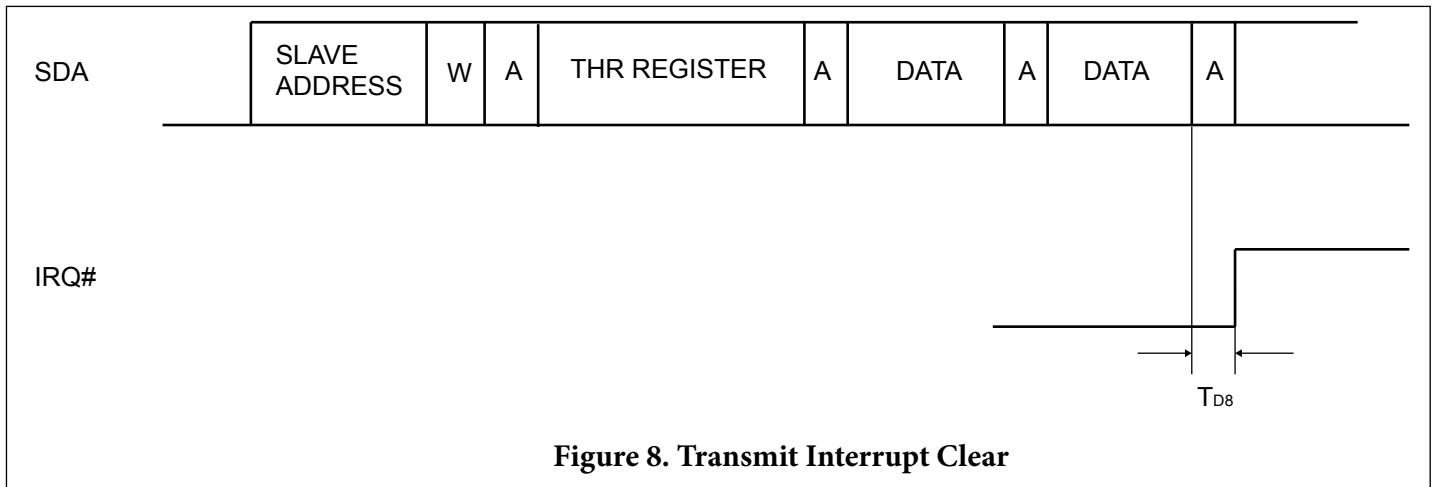 SDA
SLAVE
ADDRESS
W
A
THR REGISTER
A
DATA
A
DATA
A
IRQ#
TD8
Figure 8. Transmit Interrupt Clear